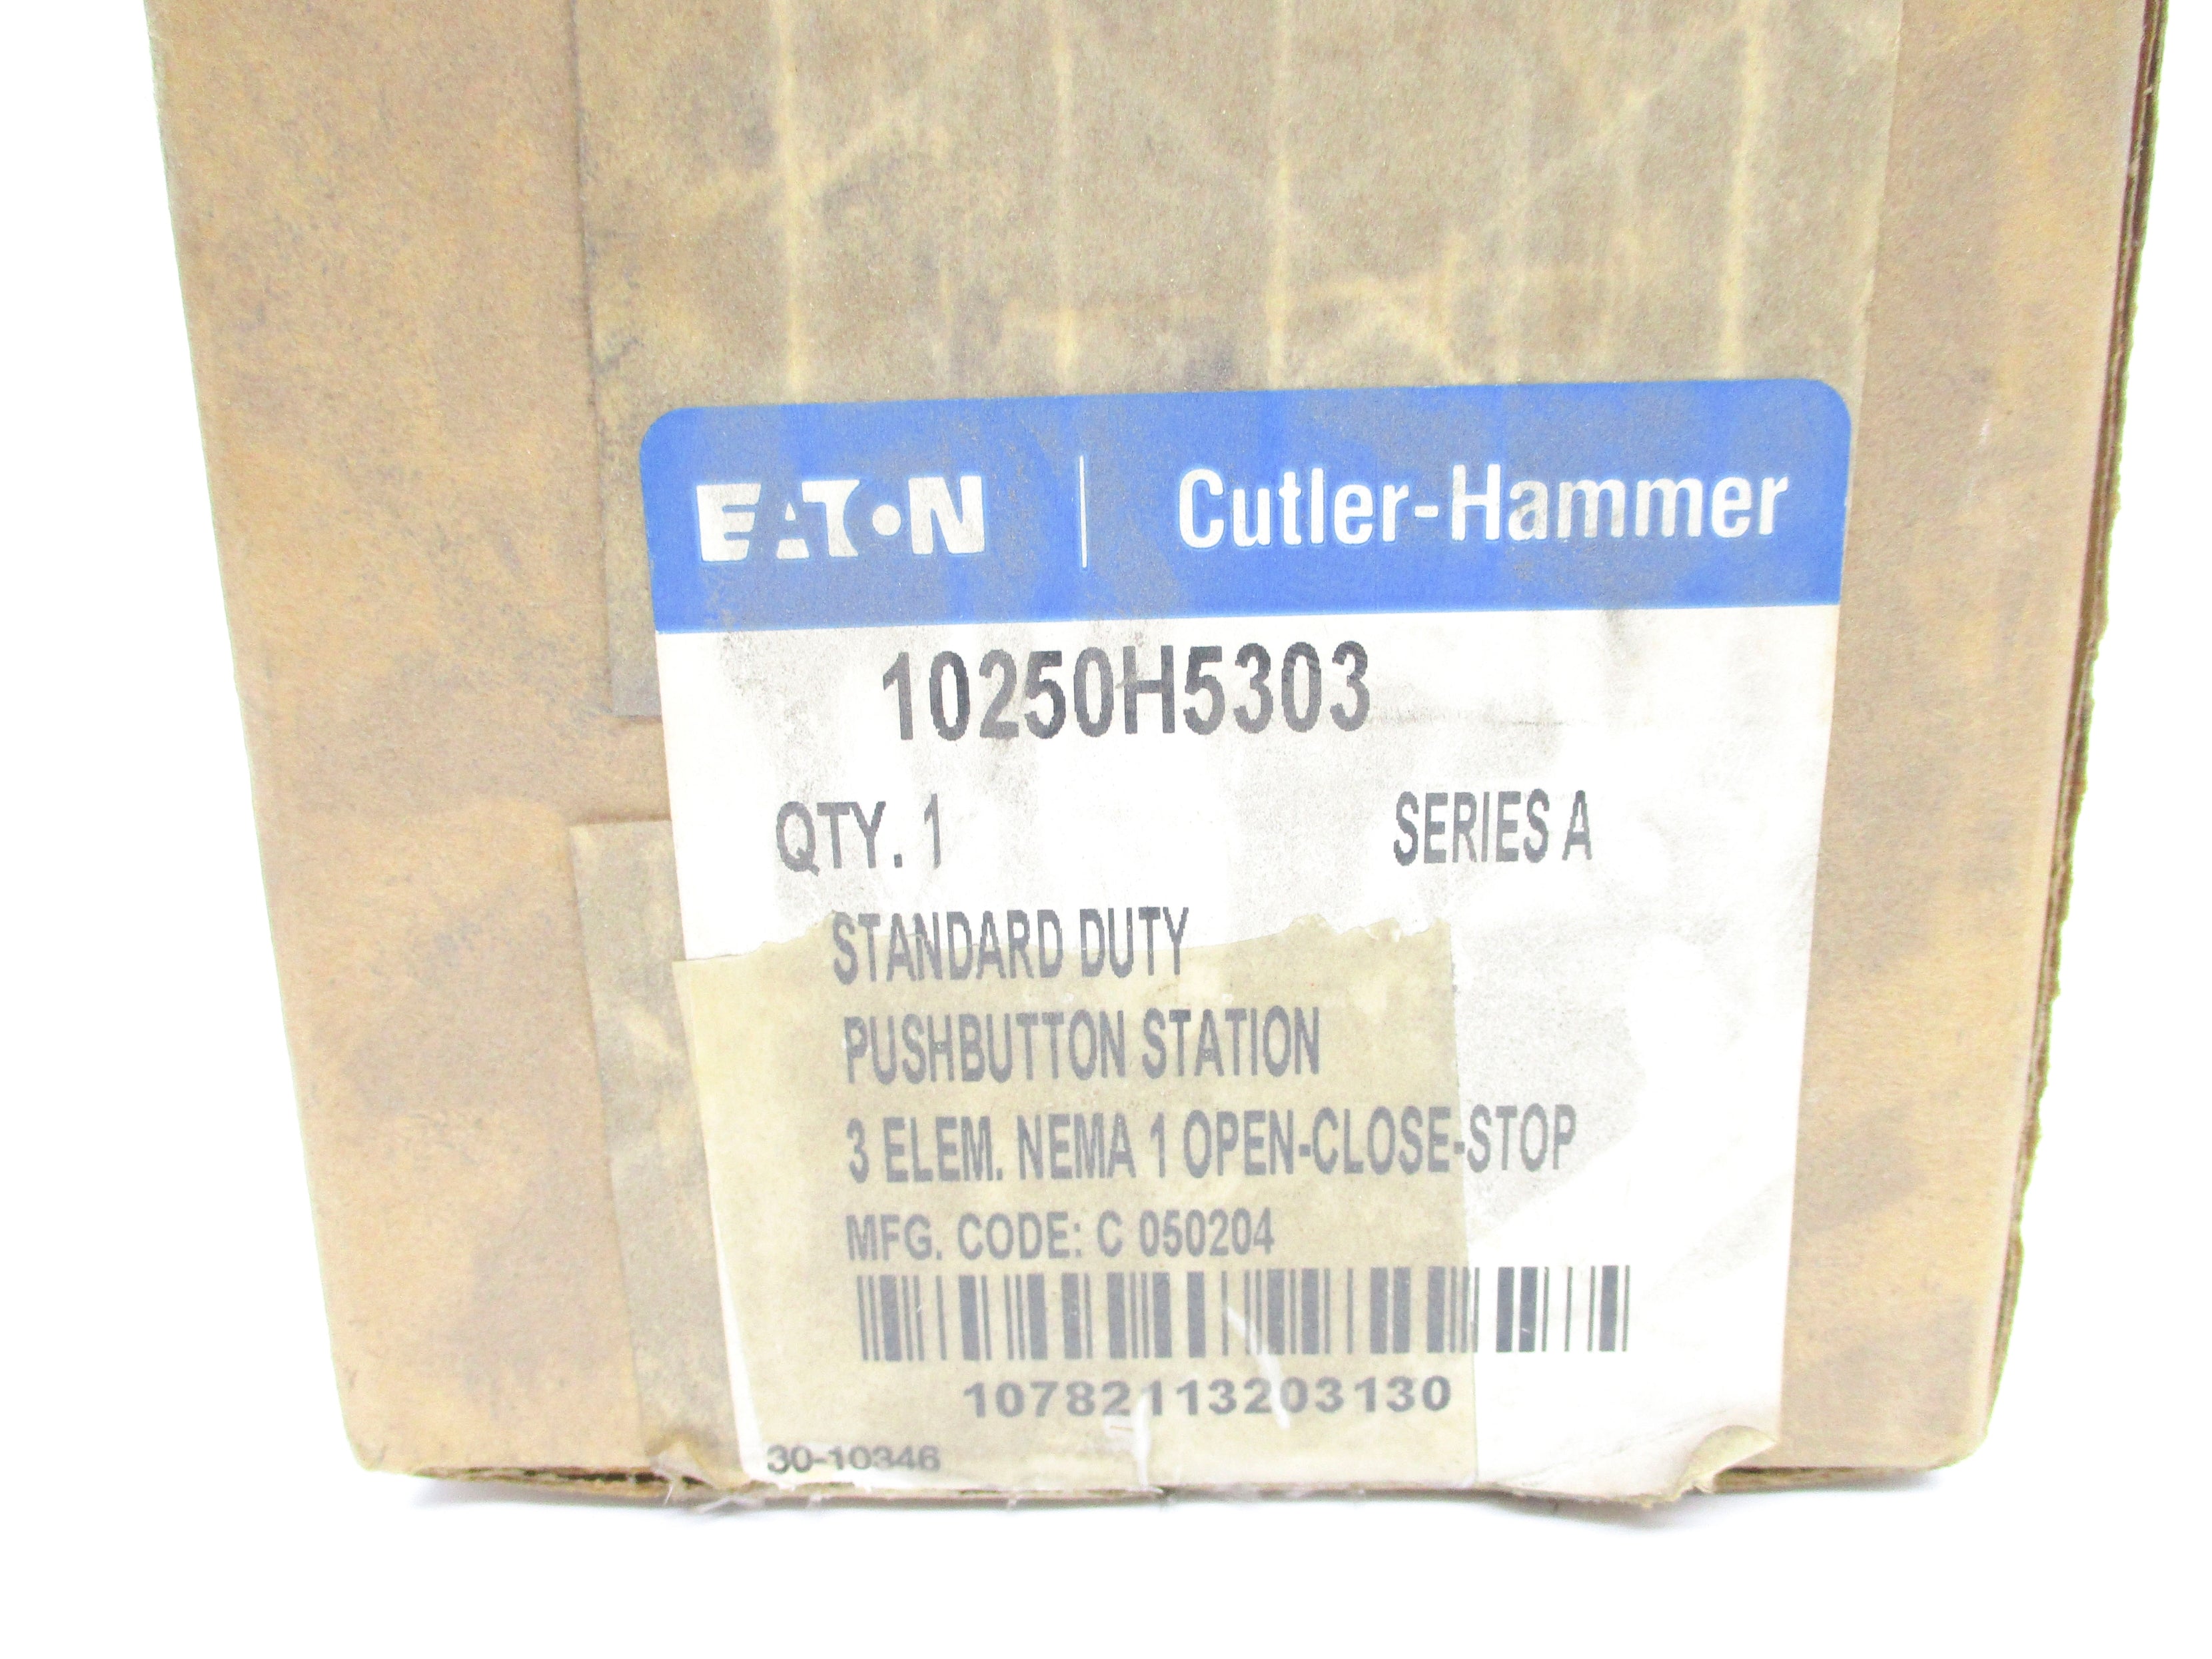 EATON | Cutler-Hammer
10250H5303
QTY. 1 SERIES A
STANDARD DUTY
PUSHBUTTON STATION
3 ELEM. NEMA 1 OPEN-CLOSE-STOP
MFG. CODE: C 050204
10782113203130
30-10346